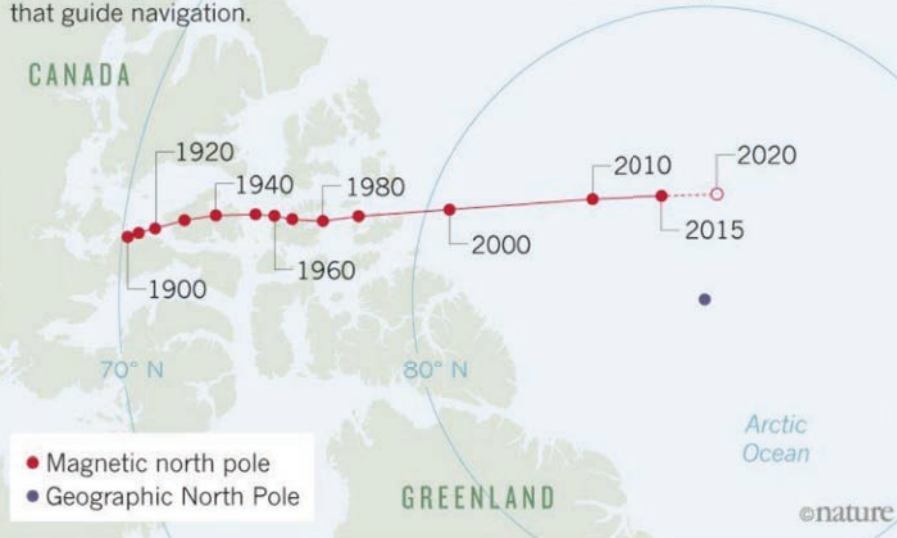 that guide navigation.
CANADA
1920
1940
1980
2010
2020
1900
1960
2000
2015
70° N
80° N
Arctic
Ocean
Magnetic north pole
Geographic North Pole
GREENLAND
©nature